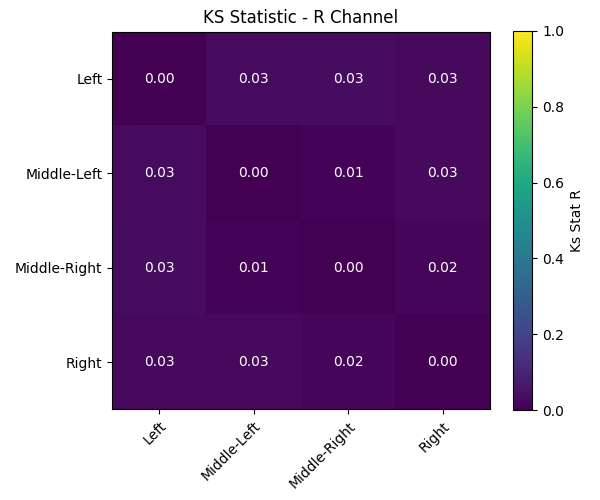 KS Statistic - R Channel
Left 0.00 0.03 0.03 0.03
Middle-Left 0.03 0.00 0.01 0.03
Middle-Right 0.03 0.01 0.00 0.02
Right 0.03 0.03 0.02 0.00
Left Middle-Left Middle-Right Right
1.0
0.8
0.6
0.4
0.2
0.0
Ks Stat R